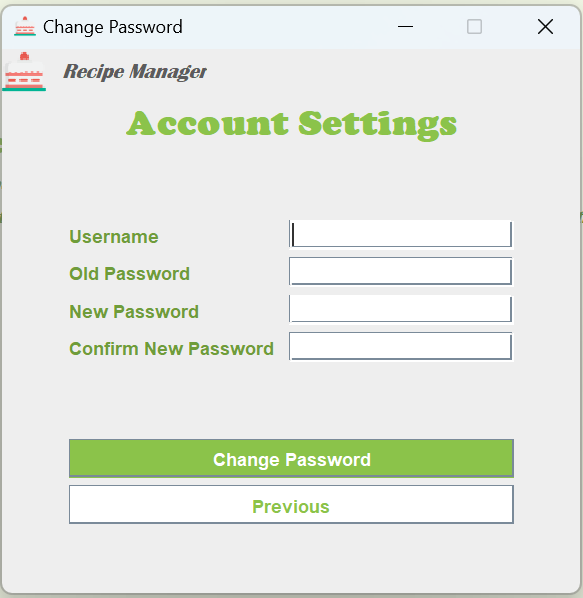 Change Password
Recipe Manager
Account Settings
Username
Old Password
New Password
Confirm New Password
Change Password
Previous